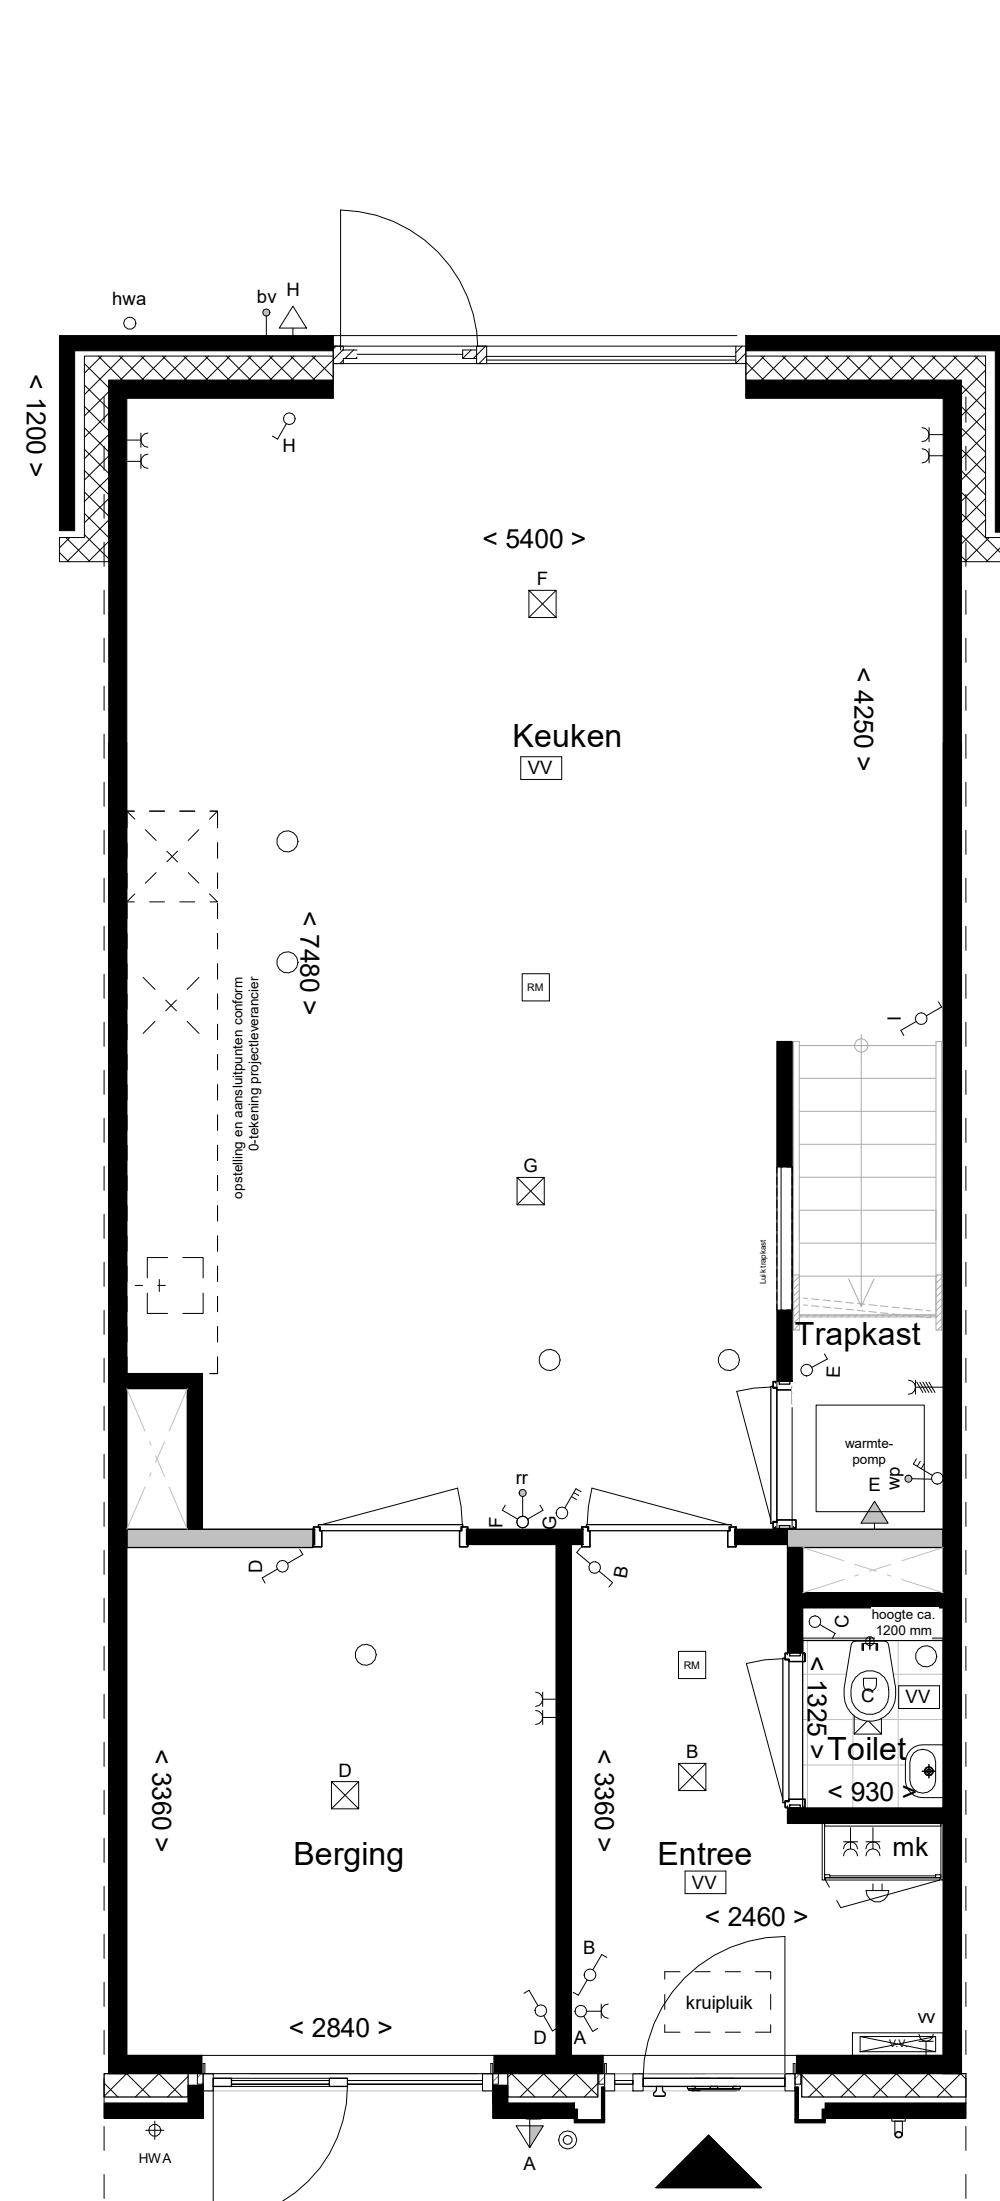 hwa
bv
H
< 1200 >
H
< 5400 >
F
< 4250 >
Keuken
VV
< 7480 >
opstelling en aansluitpunten conform
0-tekening projectleverancier
RM
I
G
Luik trapkast
Trapkast
E
warmte-
pomp
wp
E
E
rr
F
G
E
D
B
C
hoogte ca.
1200 mm
RM
C
VV
< 1325 >
Toilet
< 930 >
D
B
< 3360 >
< 3360 >
Berging
Entree
VV
mk
< 2460 >
B
kruipluik
D
A
< 2840 >
VV
V.V
HWA
A